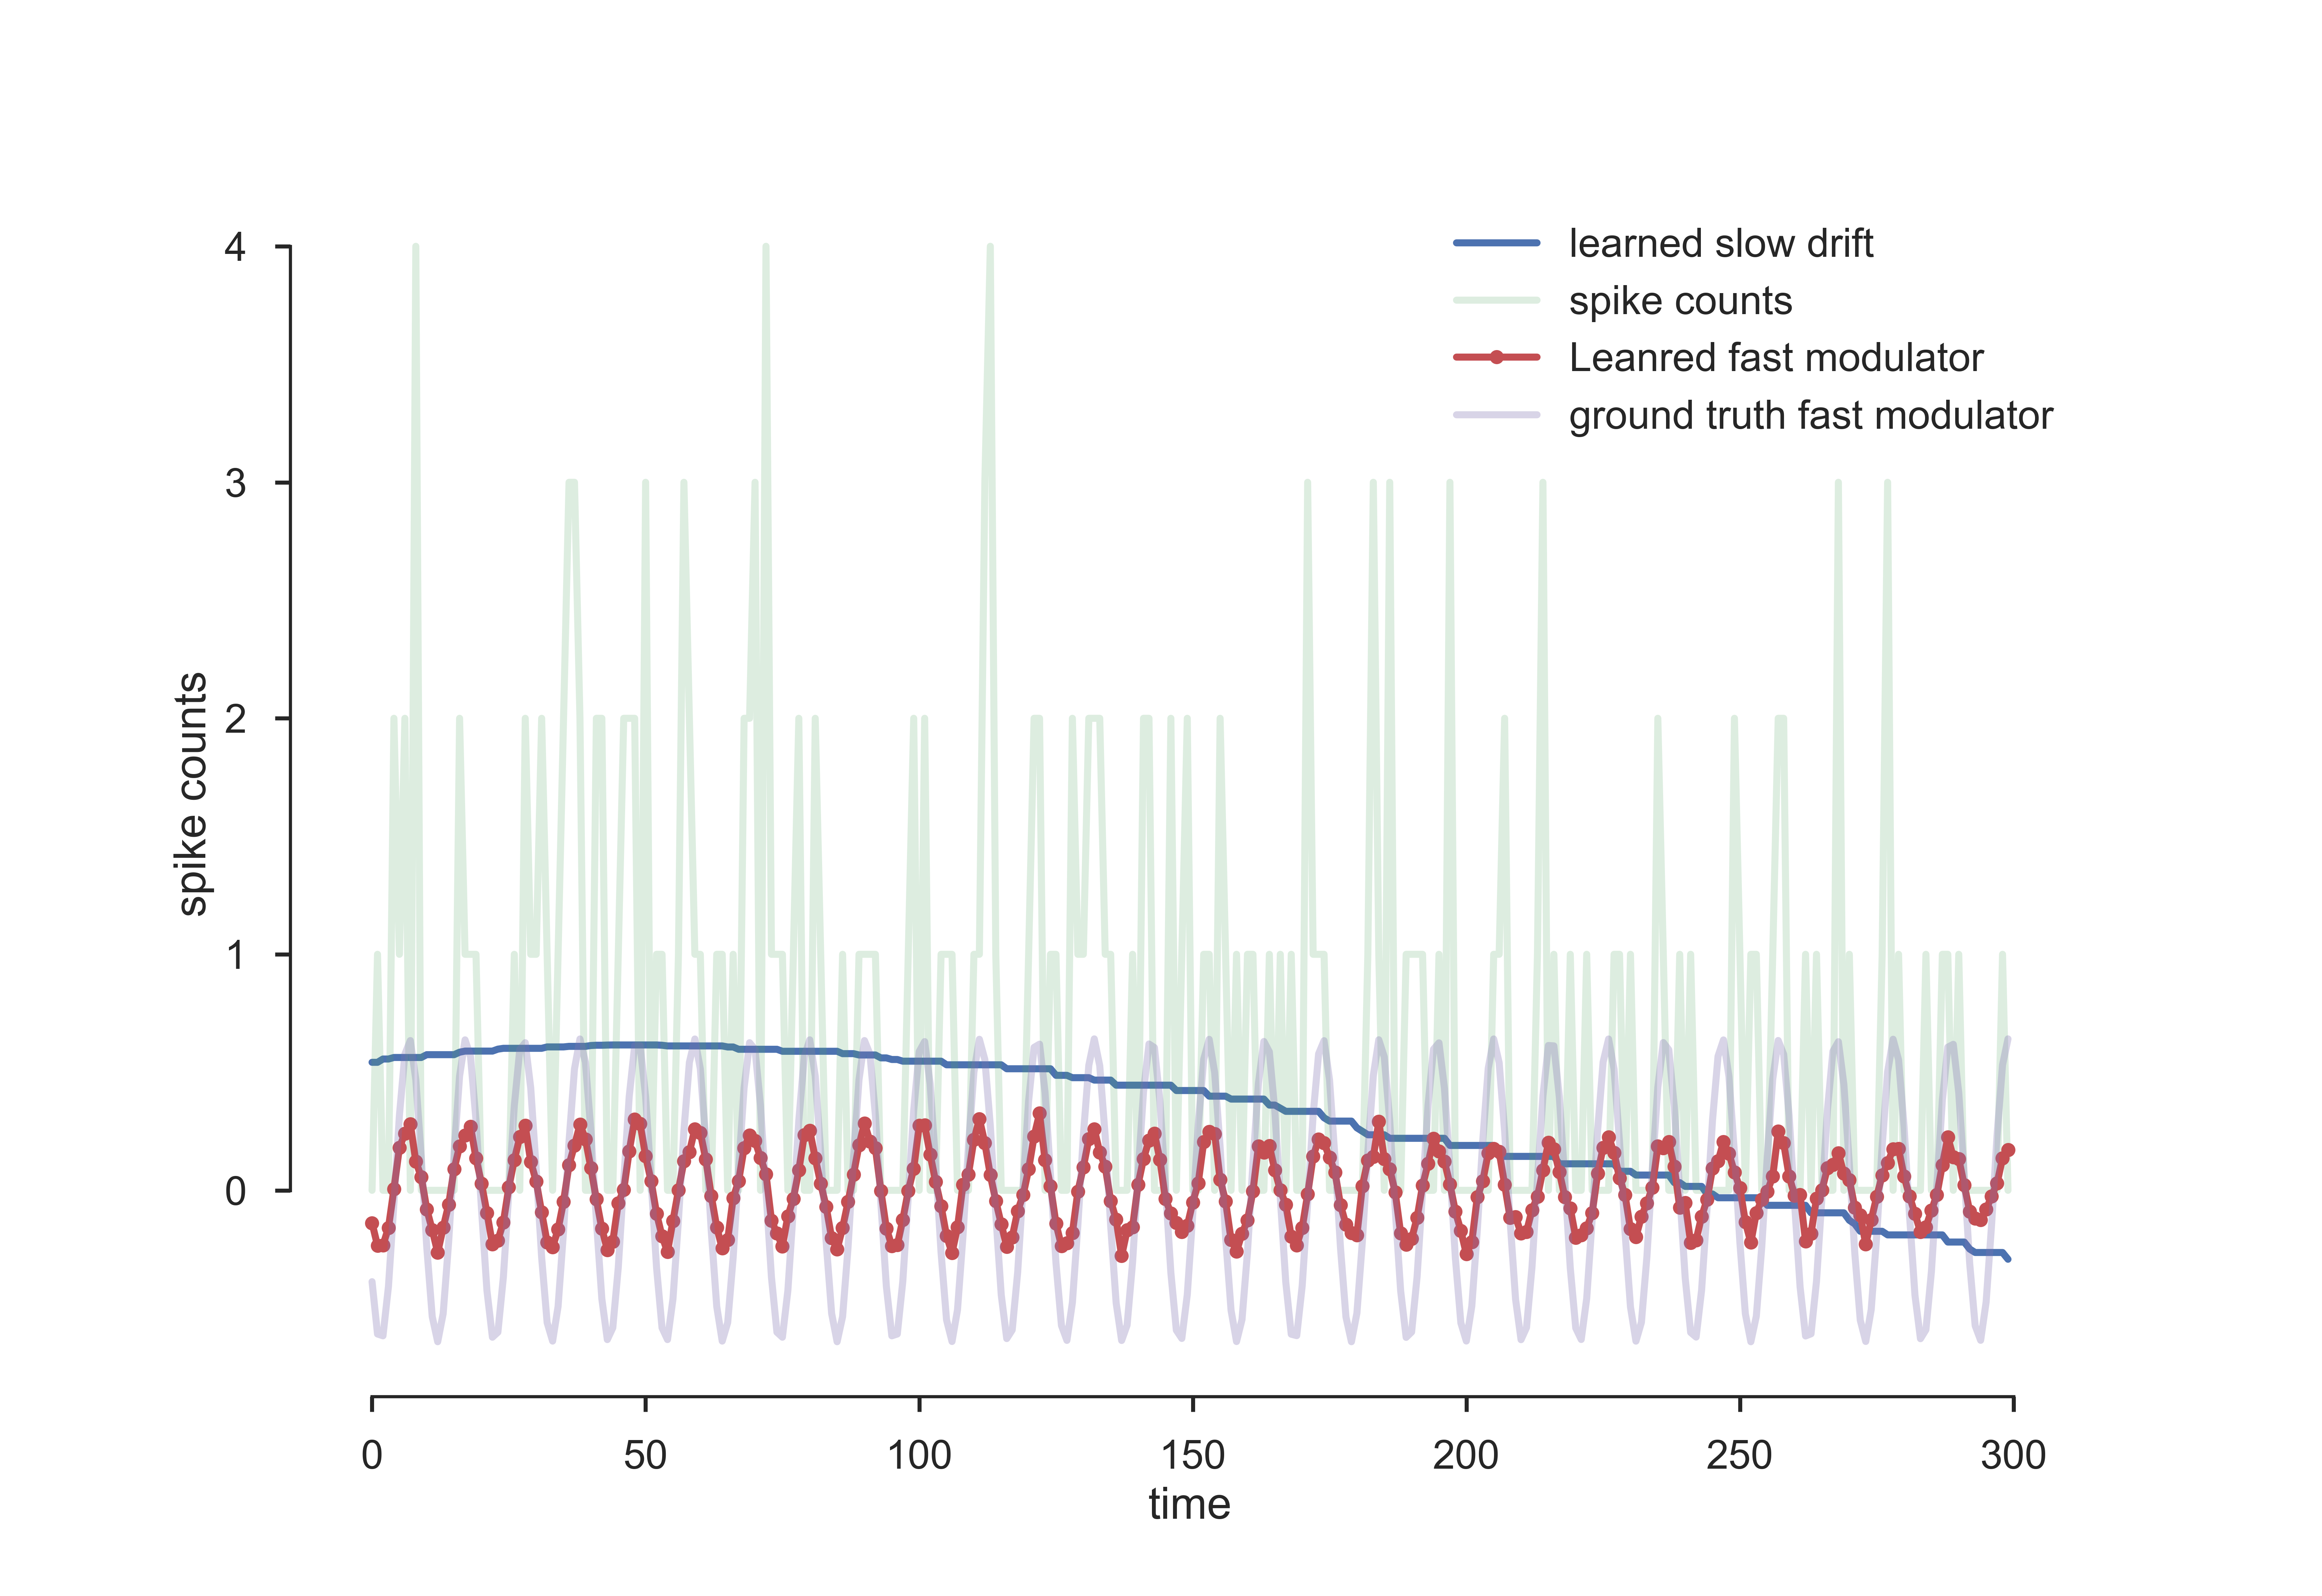 learned slow drift
spike counts
Leanred fast modulator
ground truth fast modulator
4
3
2
1
0
spike counts
0 50 100 150 200 250 300
time